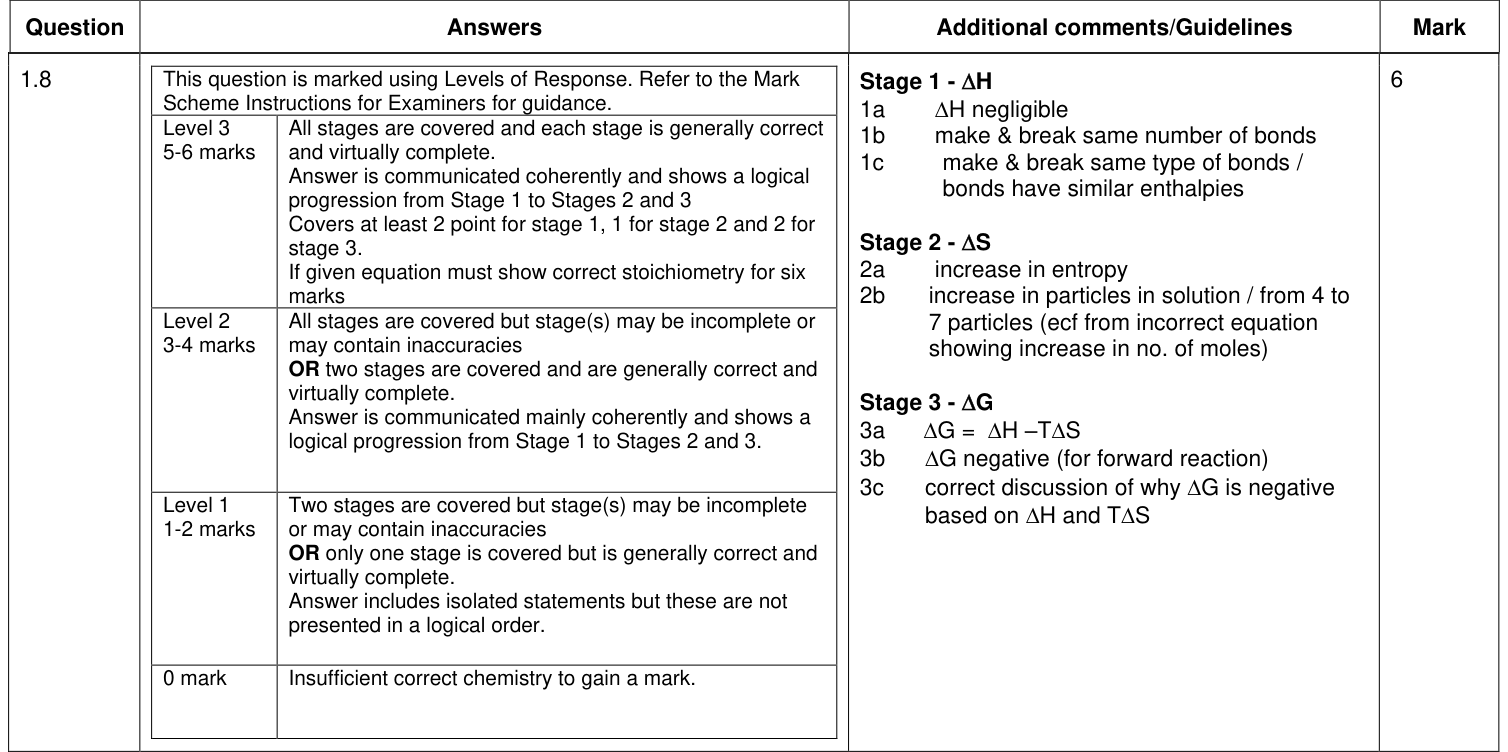 Question Answers Additional comments/Guidelines Mark
1.8
This question is marked using Levels of Response. Refer to the Mark
Scheme Instructions for Examiners for guidance.
Level 3
5-6 marks
All stages are covered and each stage is generally correct
and virtually complete.
Answer is communicated coherently and shows a logical
progression from Stage 1 to Stages 2 and 3
Covers at least 2 point for stage 1, 1 for stage 2 and 2 for
stage 3.
If given equation must show correct stoichiometry for six
marks
Level 2
3-4 marks
All stages are covered but stage(s) may be incomplete or
may contain inaccuracies
OR two stages are covered and are generally correct and
virtually complete.
Answer is communicated mainly coherently and shows a
logical progression from Stage 1 to Stages 2 and 3.
Level 1
1-2 marks
Two stages are covered but stage(s) may be incomplete
or may contain inaccuracies
OR only one stage is covered but is generally correct and
virtually complete.
Answer includes isolated statements but these are not
presented in a logical order.
0 mark
Insufficient correct chemistry to gain a mark.
Stage 1 - ΔH
1a ΔH negligible
1b make & break same number of bonds
1c make & break same type of bonds /
bonds have similar enthalpies
Stage 2 - ΔS
2a increase in entropy
2b increase in particles in solution / from 4 to
7 particles (ecf from incorrect equation
showing increase in no. of moles)
Stage 3 - ΔG
3a ΔG = ΔH –TΔS
3b ΔG negative (for forward reaction)
3c correct discussion of why ΔG is negative
based on ΔH and TΔS
6